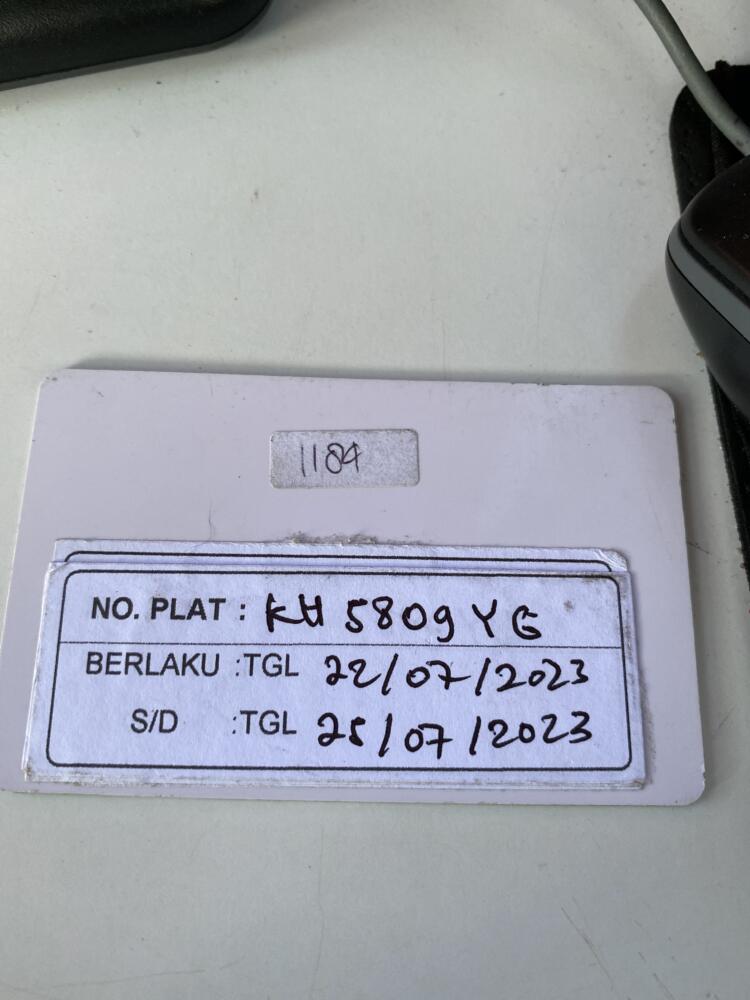 1184
NO. PLAT : KH 5809 YG
BERLAKU :TGL 22/07/2023
S/D :TGL 25/07/2023